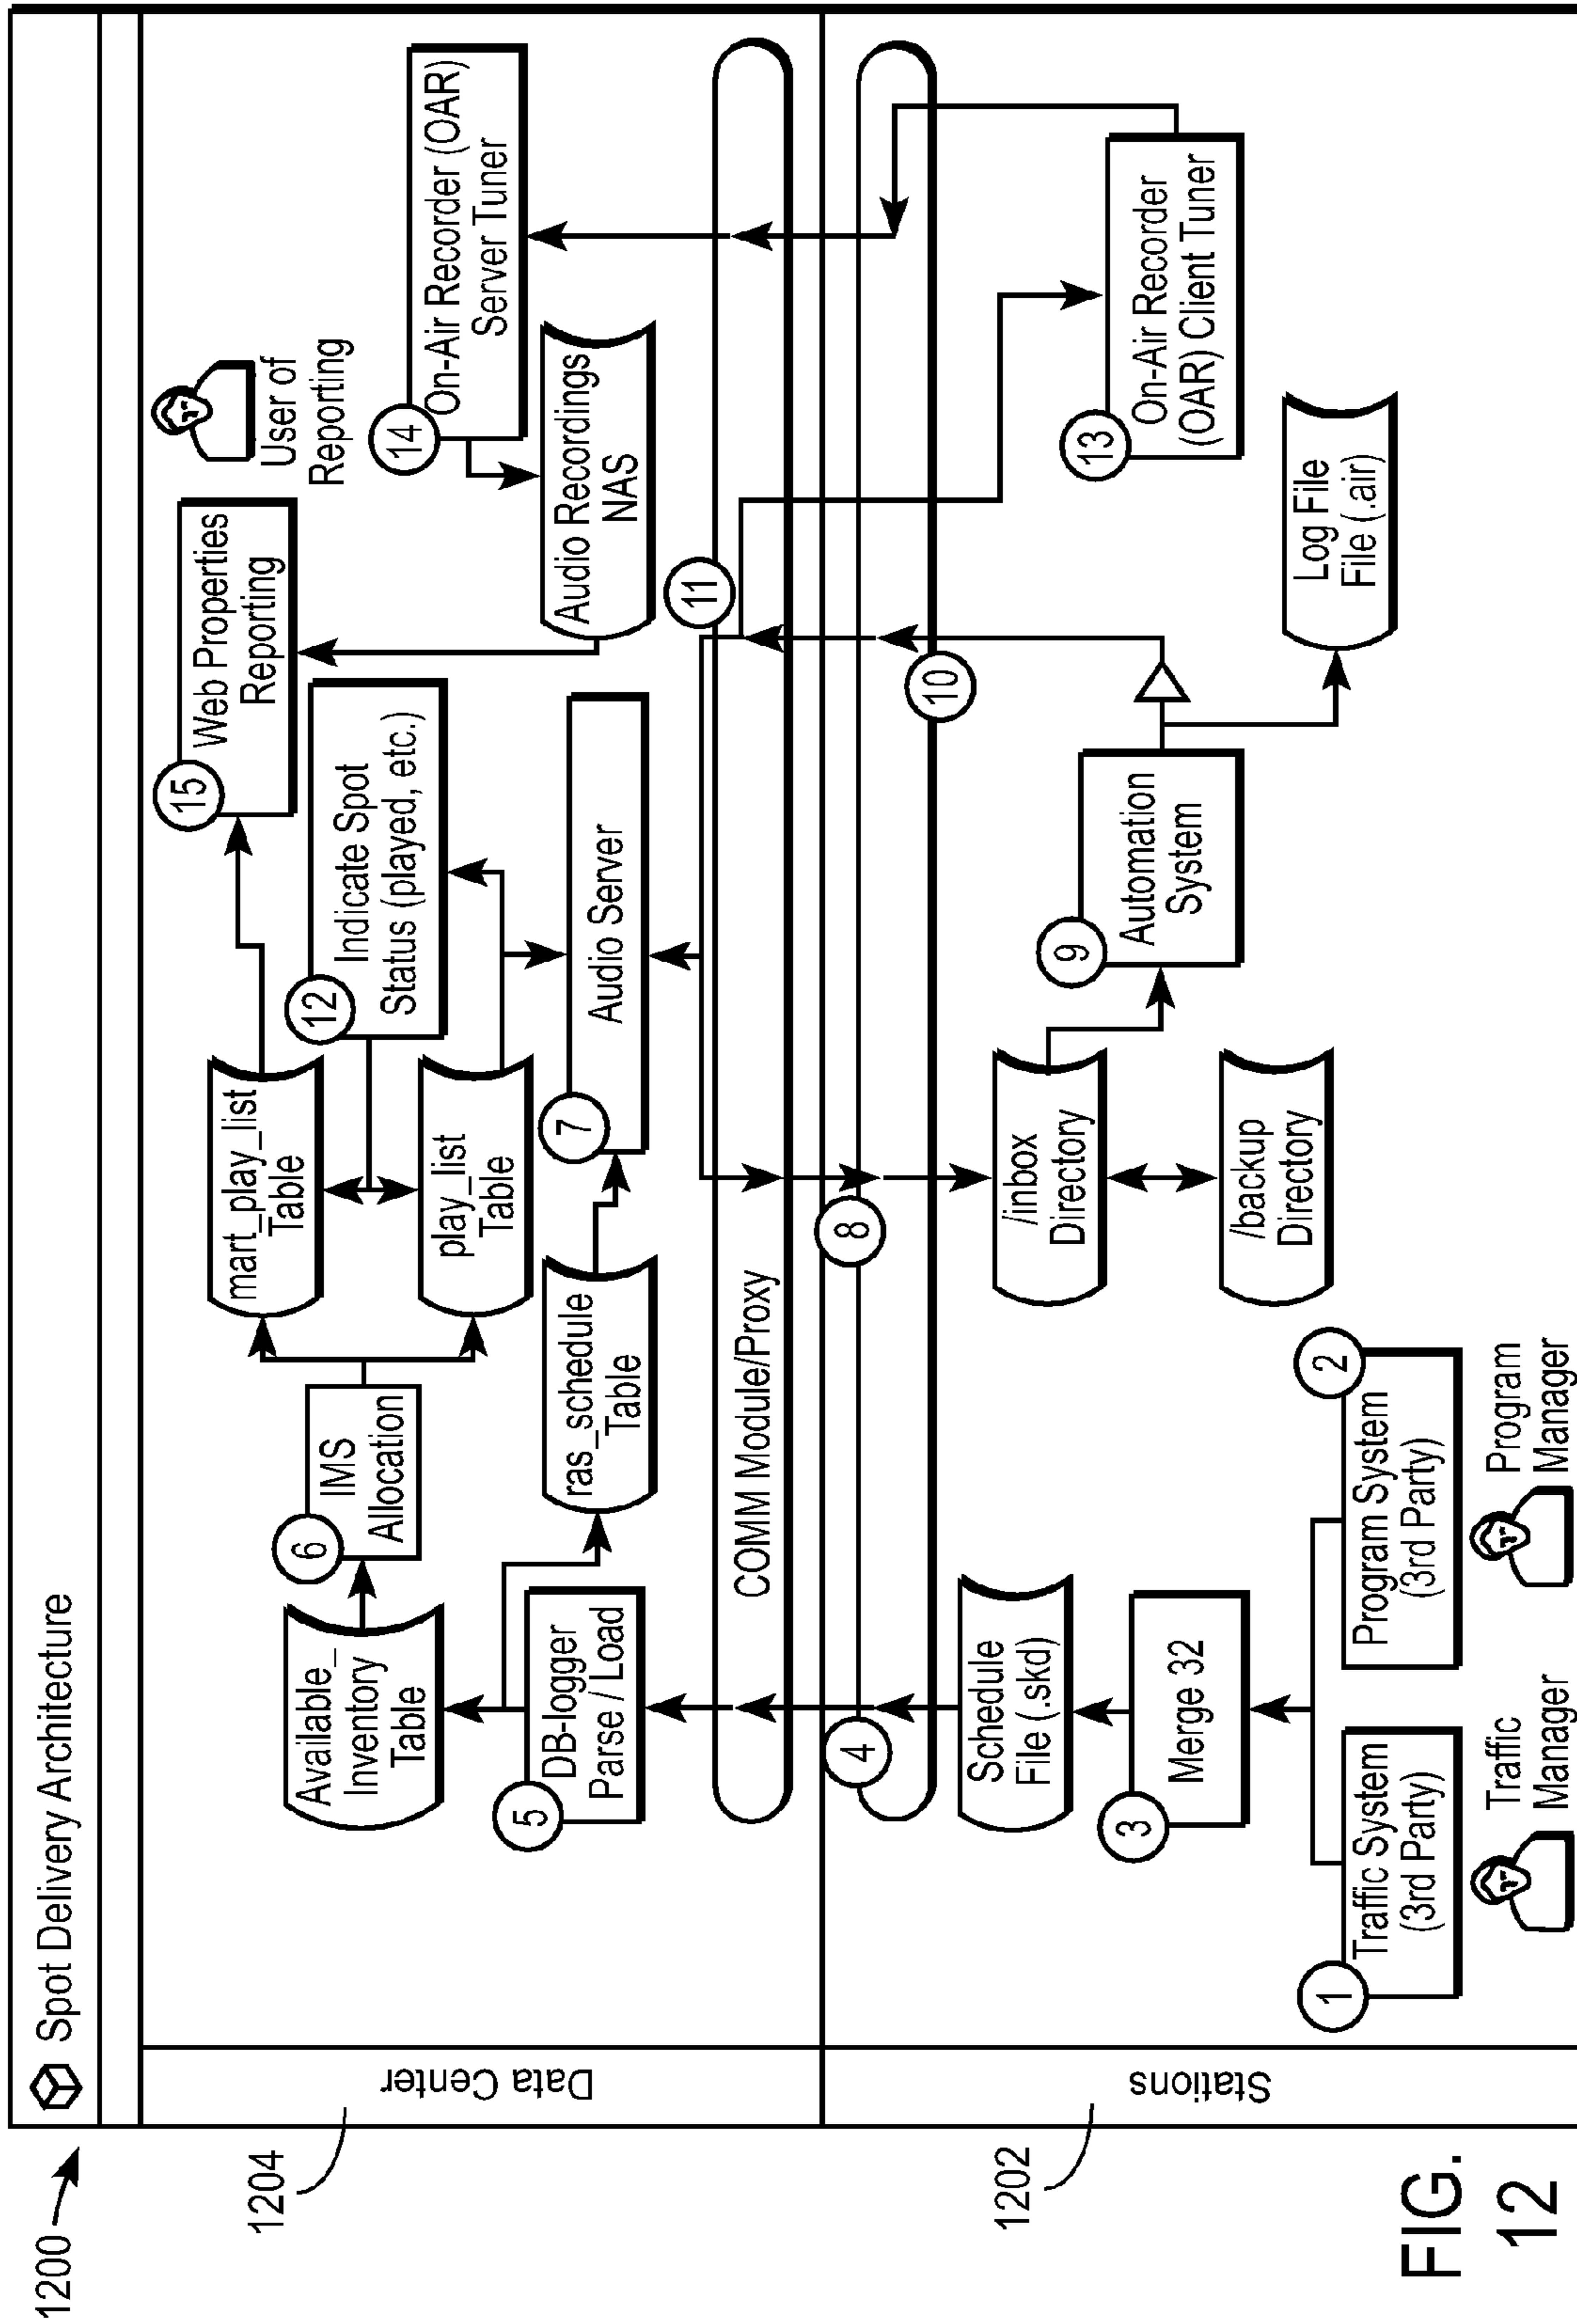 1200
Spot Delivery Architecture
1204
Data Center
Available_
Inventory
Table
6
IMS
Allocation
mart_play_list
Table
play_list
Table
12
Indicate Spot
Status (played, etc.)
15
Web Properties
Reporting
User of
Reporting
5
DB-logger
Parse / Load
ras_schedule
Table
7
Audio Server
Audio Recordings
NAS
14
On-Air Recorder (OAR)
Server Tuner
11
COMM Module/Proxy
1202
Stations
4
8
10
Schedule
File (.skd)
3
Merge 32
1
Traffic System
(3rd Party)
Traffic
Manager
2
Program System
(3rd Party)
Program
Manager
/inbox
Directory
/backup
Directory
9
Automation
System
Log File
File (.air)
13
On-Air Recorder
(OAR) Client Tuner
FIG.
12